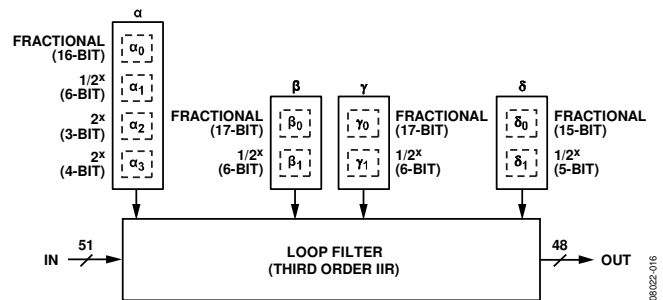 α
FRACTIONAL
(16-BIT)
α0
1/2x
(6-BIT)
α1
2x
(3-BIT)
α2
2x
(4-BIT)
α3
β
FRACTIONAL
(17-BIT)
β0
1/2x
(6-BIT)
β1
γ
γ0
FRACTIONAL
(17-BIT)
γ1
1/2x
(6-BIT)
δ
δ0
FRACTIONAL
(15-BIT)
δ1
1/2x
(5-BIT)
IN
51
LOOP FILTER
(THIRD ORDER IIR)
48
OUT
08022-016